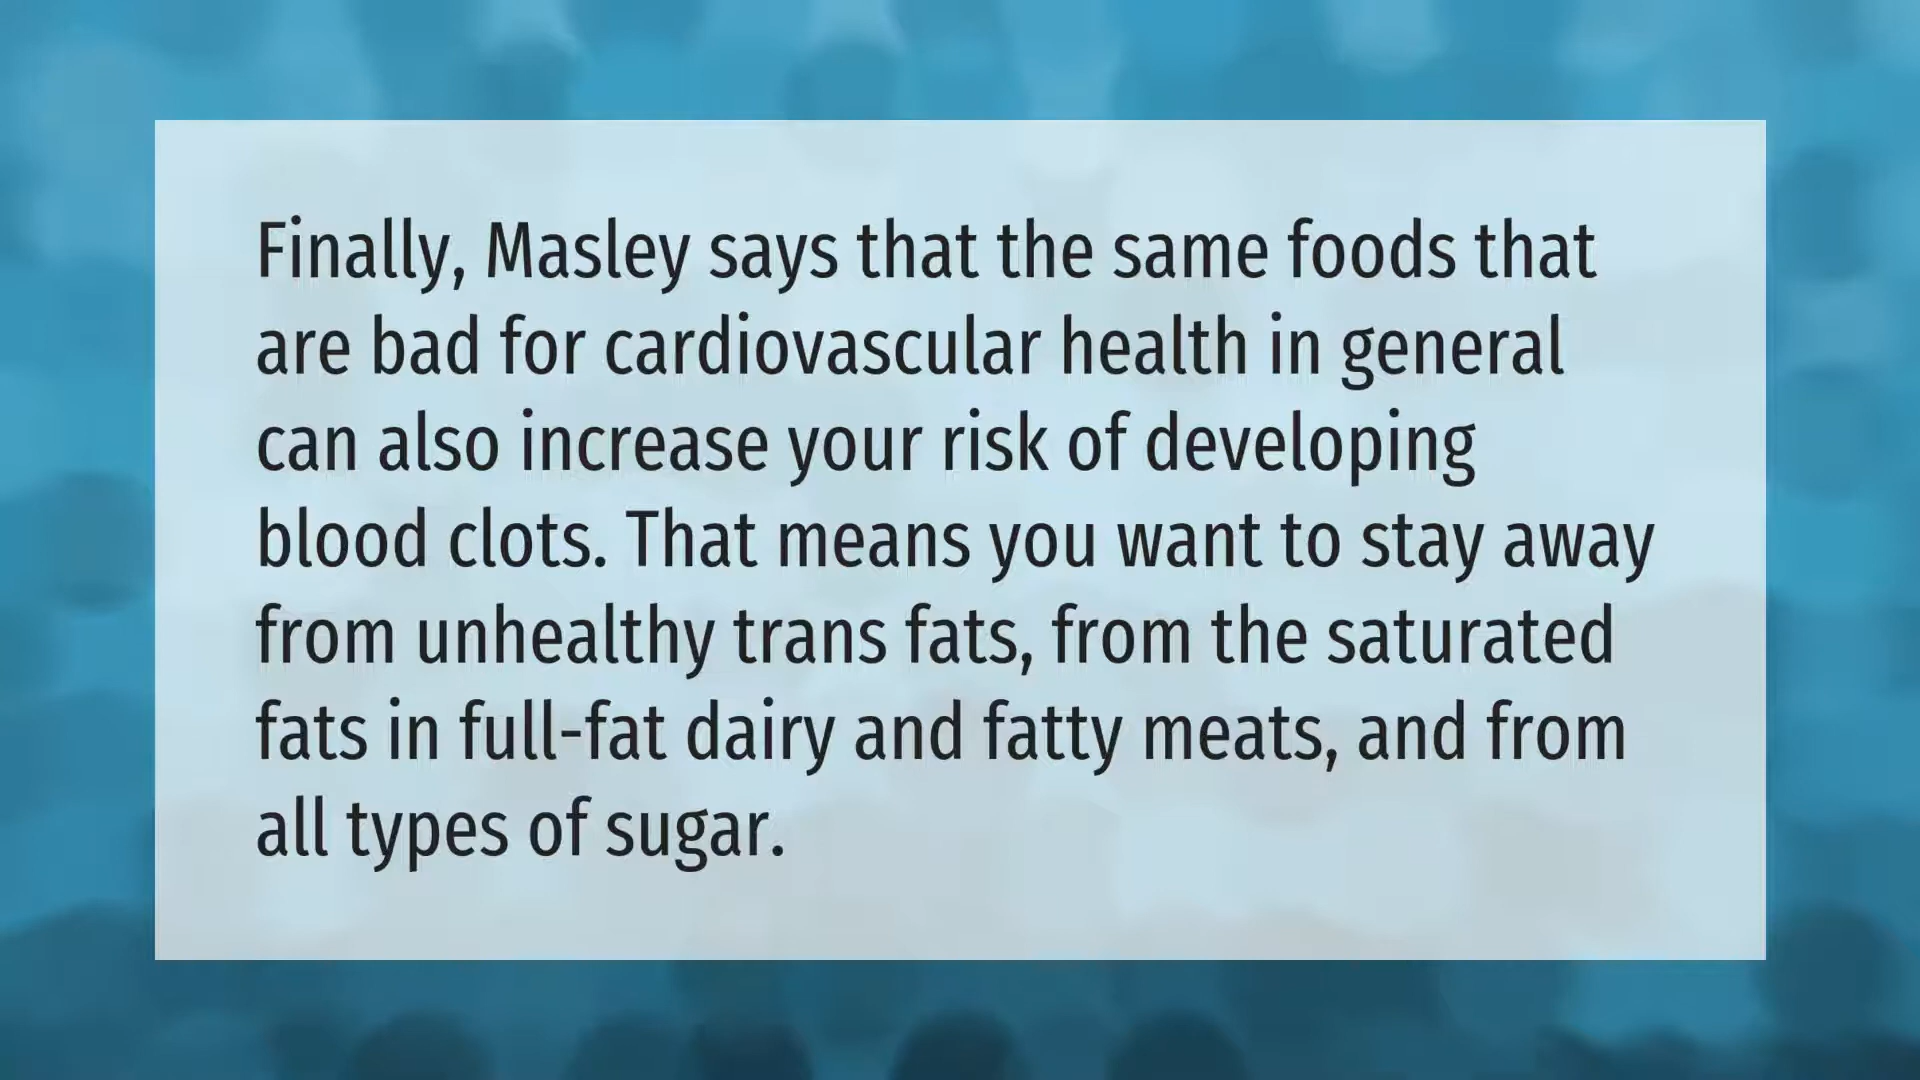 Finally, Masley says that the same foods that
are bad for cardiovascular health in general
can also increase your risk of developing
blood clots. That means you want to stay away
from unhealthy trans fats, from the saturated
fats in full-fat dairy and fatty meats, and from
all types of sugar.